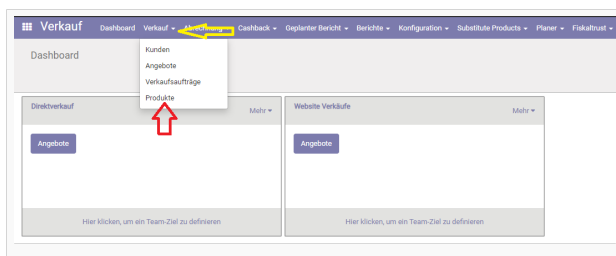 Verkauf Dashboard Verkauf Abrechnung Cashback Geplanter Bericht Berichte Konfiguration Substitute Products Planer Fiskaltrust
Dashboard
Kunden
Angebote
Verkaufsaufträge
Produkte
Direktverkauf Mehr
Angebote
Hier klicken, um ein Team-Ziel zu definieren
Website Verkäufe Mehr
Angebote
Hier klicken, um ein Team-Ziel zu definieren